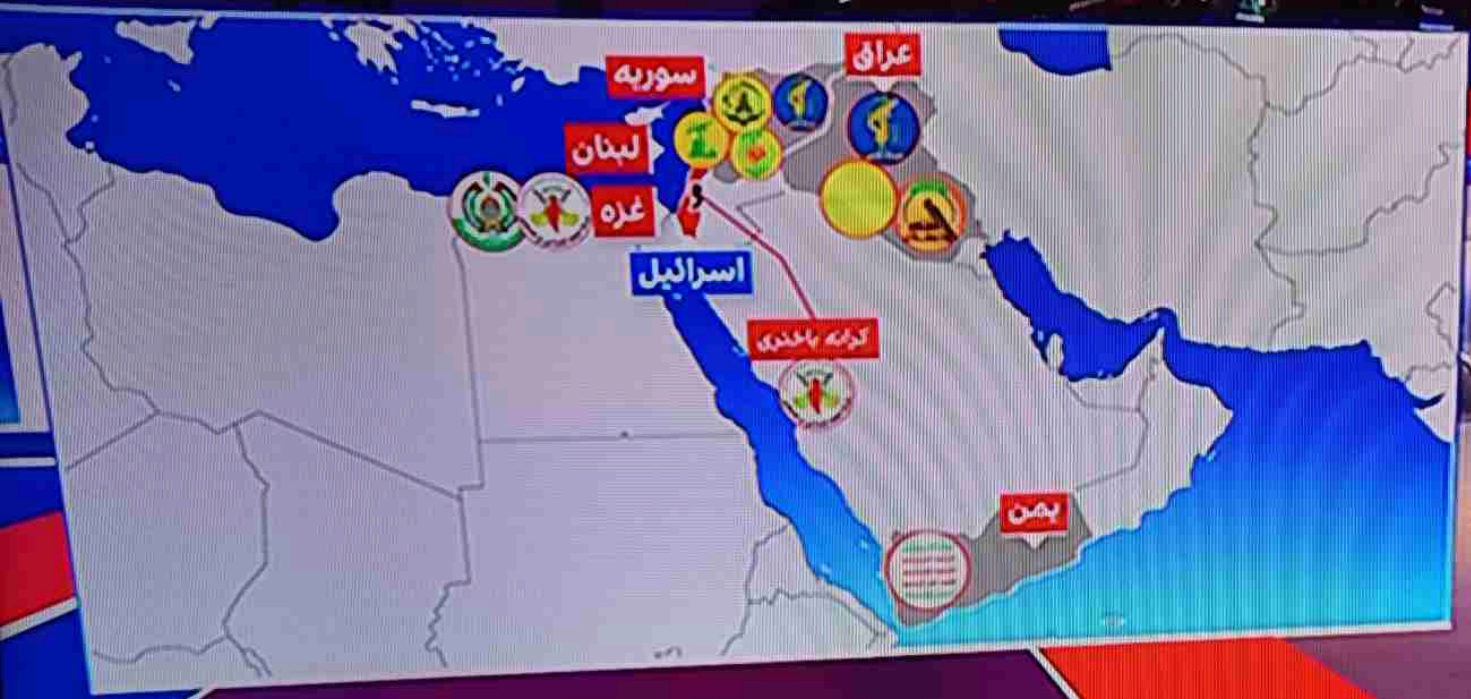 عراق
سوریه
لبنان
غزه
اسرائیل
کرانه باختری
یمن